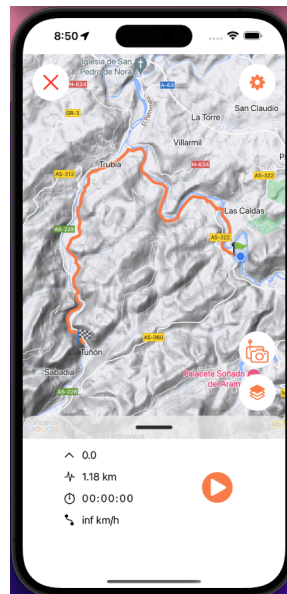 8:50
Iglesia de San
Pedro de Nora
N-634
A-63
GR-3
La Torre
San Claudio
Villarmil
Trubia
N-634
AS-313
AS-322
Las Caldas
AS-228
AS-322
Tuñón
AS-360
Sabadia
Palacete Soñado
del Aram
AS-228
Pedroveya
0.0
1.18 km
00:00:00
inf km/h